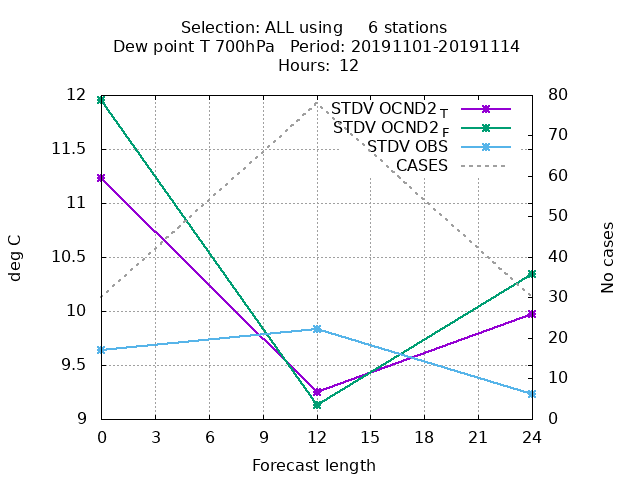 Selection: ALL using 6 stations
Dew point T 700hPa Period: 20191101-20191114
Hours: 12
12
11.5
11
10.5
10
9.5
9
deg C
STDV OCND2 T
STDV OCND2 F
STDV OBS
CASES
80
70
60
50
40
30
20
10
0
No cases
0 3 6 9 12 15 18 21 24
Forecast length